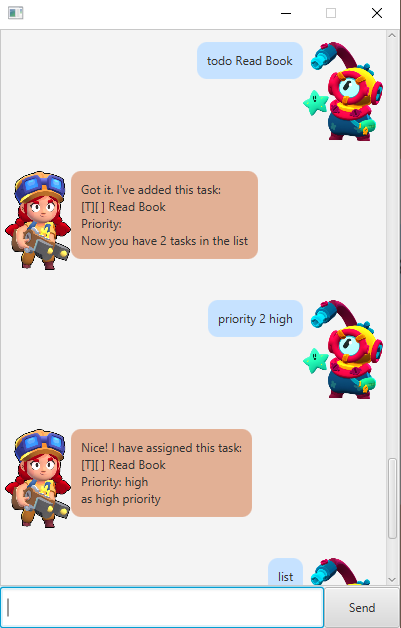 todo Read Book
Got it. I've added this task:
[T][ ] Read Book
Priority:
Now you have 2 tasks in the list
priority 2 high
Nice! I have assigned this task:
[T][ ] Read Book
Priority: high
as high priority
list
Send